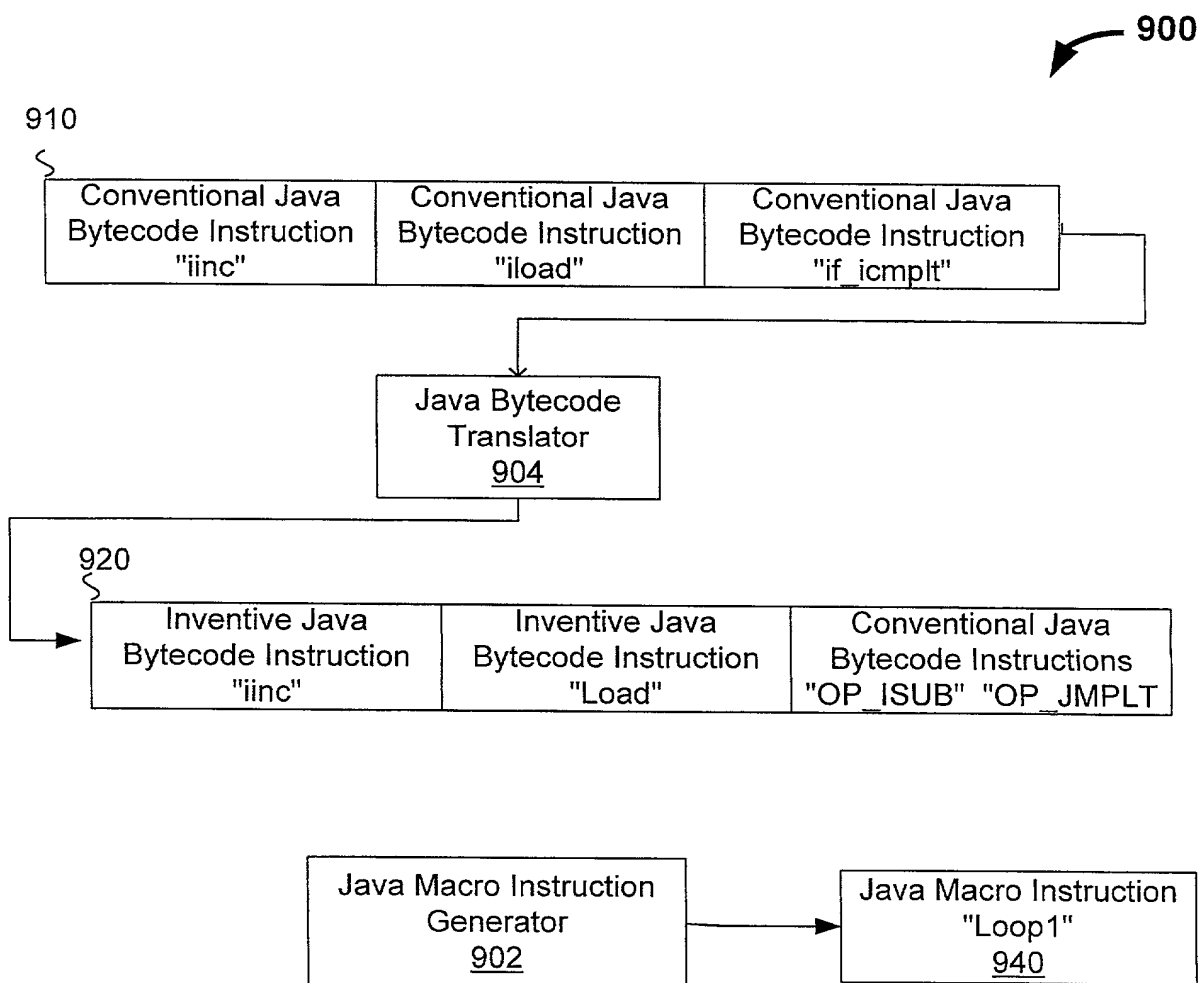 900
910
Conventional Java
Bytecode Instruction
"iinc"
Conventional Java
Bytecode Instruction
"iload"
Conventional Java
Bytecode Instruction
"if_icmplt"
Java Bytecode
Translator
904
920
Inventive Java
Bytecode Instruction
"iinc"
Inventive Java
Bytecode Instruction
"Load"
Conventional Java
Bytecode Instructions
"OP_ISUB" "OP_JMPLT
Java Macro Instruction
Generator
902
Java Macro Instruction
"Loop1"
940